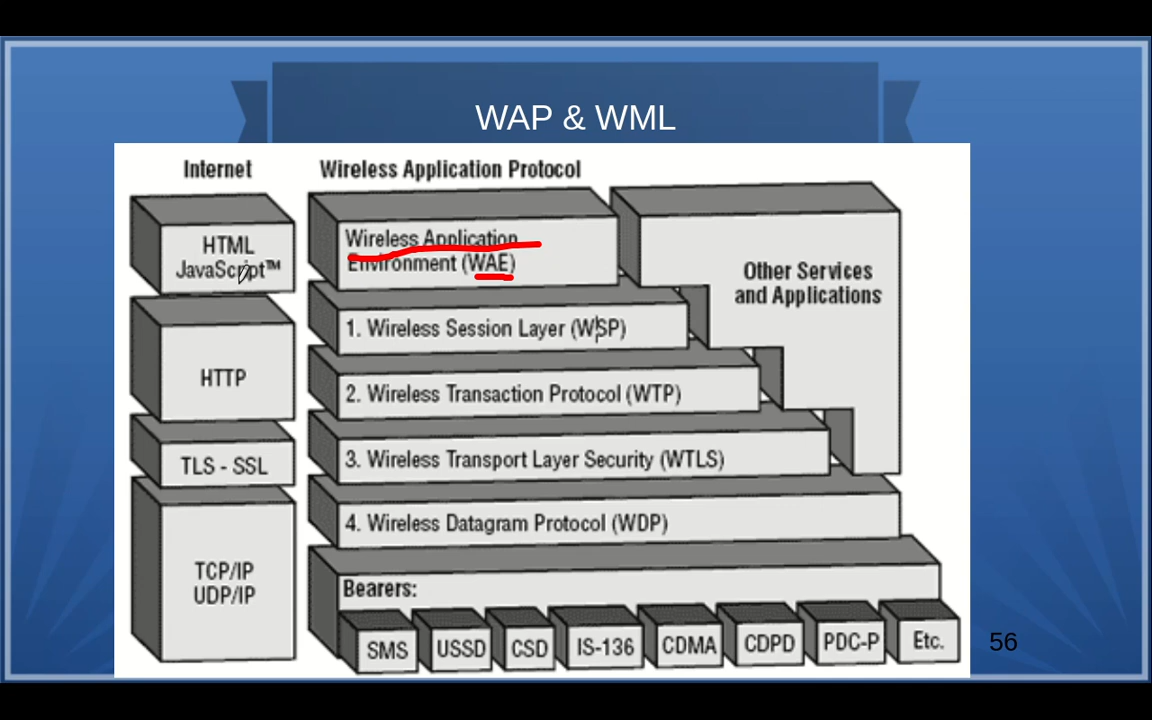 WAP & WML
Internet
Wireless Application Protocol
HTML
JavaScript™
Wireless Application
Environment (WAE)
Other Services
and Applications
1. Wireless Session Layer (WSP)
HTTP
2. Wireless Transaction Protocol (WTP)
TLS - SSL
3. Wireless Transport Layer Security (WTLS)
4. Wireless Datagram Protocol (WDP)
TCP/IP
UDP/IP
Bearers:
SMS
USSD
CSD
IS-136
CDMA
CDPD
PDC-P
Etc.
56